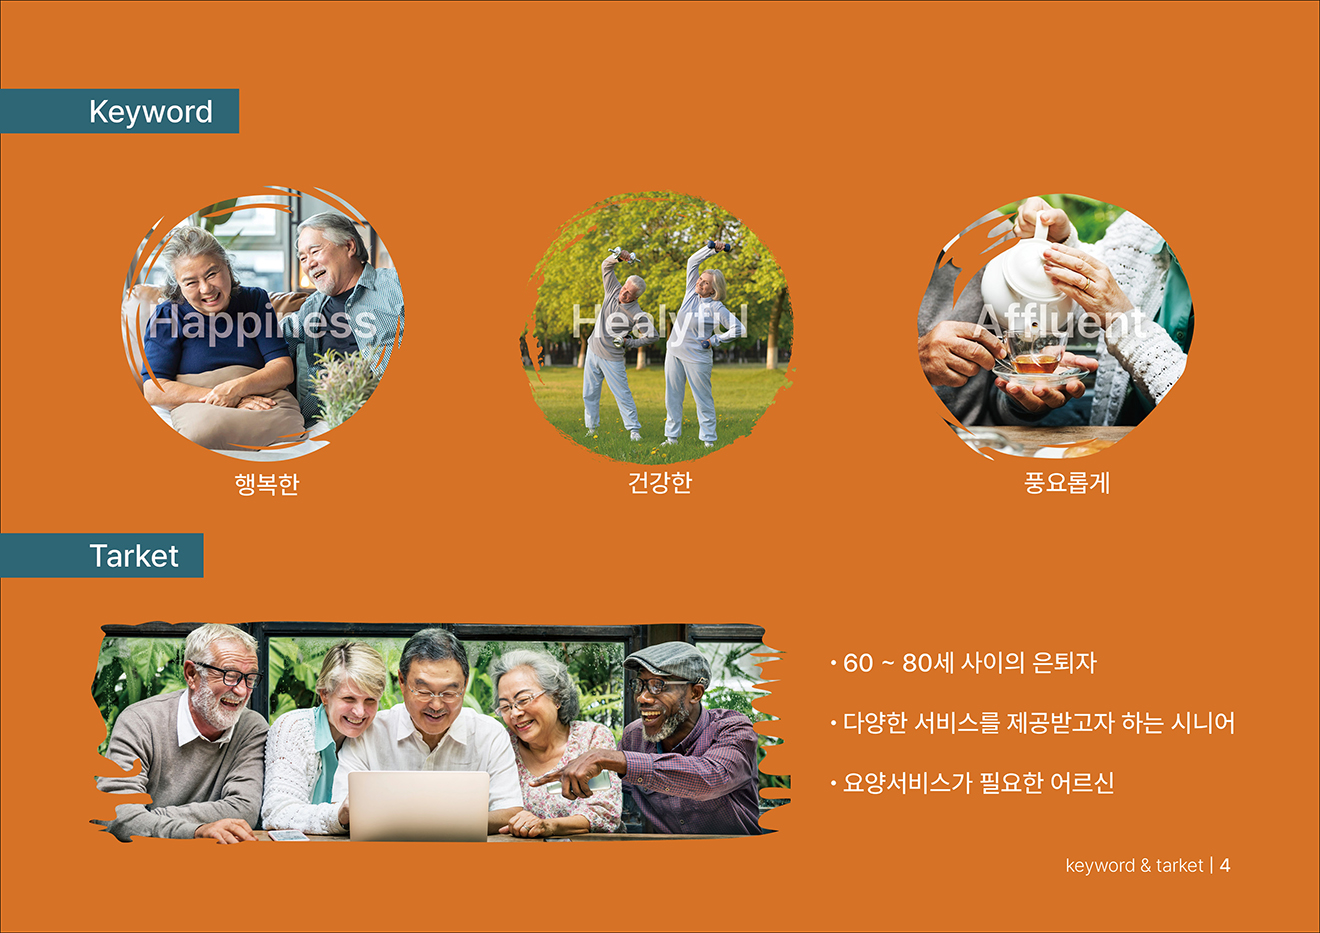 Keyword
Happiness
Healyful
Affluent
행복한
건강한
풍요롭게
Tarket
• 60 ~ 80세 사이의 은퇴자
• 다양한 서비스를 제공받고자 하는 시니어
• 요양서비스가 필요한 어르신
keyword & tarket | 4